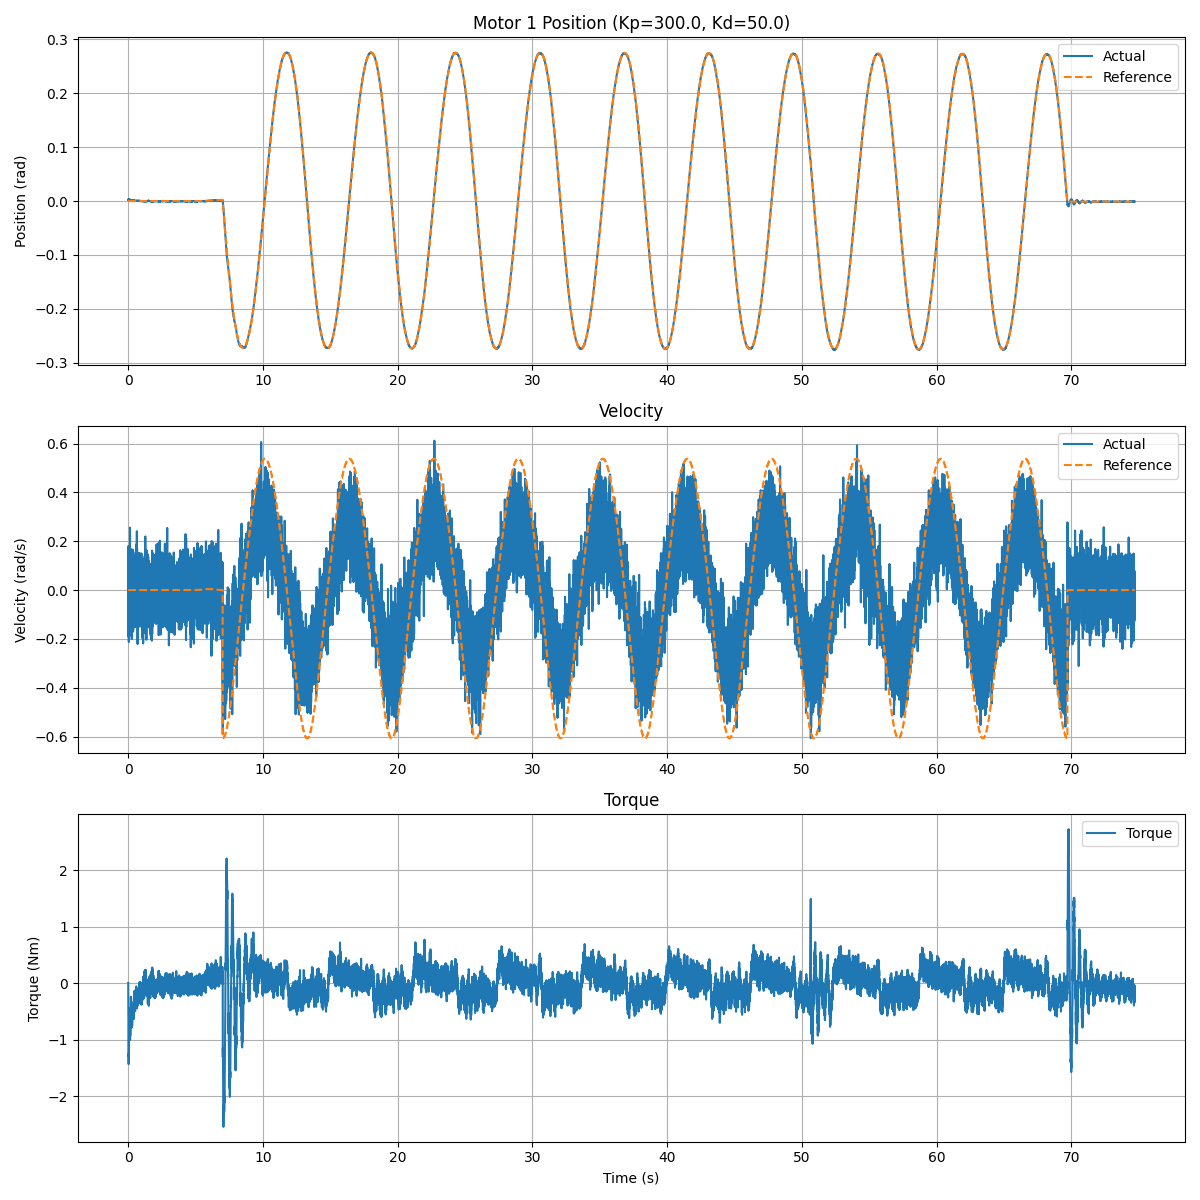 Motor 1 Position (Kp=300.0, Kd=50.0)
0.3
0.2
0.1
0.0
−0.1
−0.2
−0.3
Position (rad)
Actual
Reference
0 10 20 30 40 50 60 70
Velocity
0.6
0.4
0.2
0.0
−0.2
−0.4
−0.6
Velocity (rad/s)
Actual
Reference
0 10 20 30 40 50 60 70
Torque
2
1
0
−1
−2
Torque (Nm)
Torque
0 10 20 30 40 50 60 70
Time (s)